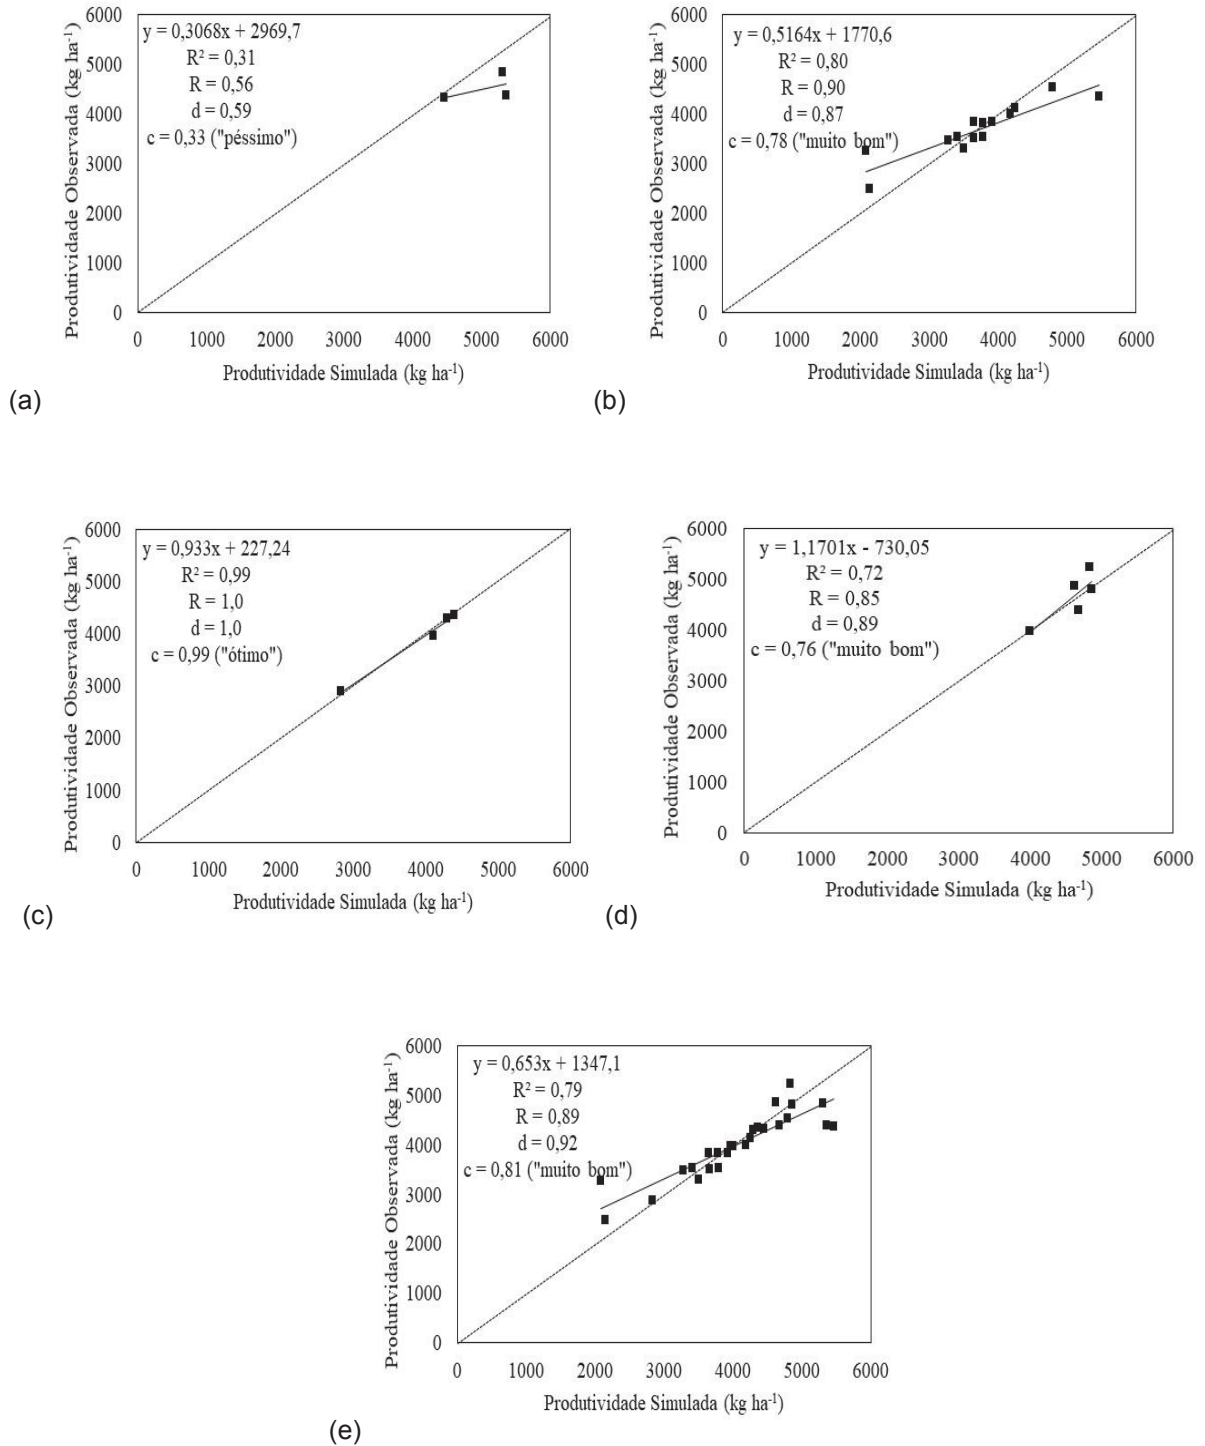 y = 0,3068x + 2969,7
R² = 0,31
R = 0,56
d = 0,59
c = 0,33 ("péssimo")
Produtividade Observada (kg ha⁻¹)
6000
5000
4000
3000
2000
1000
0
0 1000 2000 3000 4000 5000 6000
Produtividade Simulada (kg ha⁻¹)
(a)
y = 0,5164x + 1770,6
R² = 0,80
R = 0,90
d = 0,87
c = 0,78 ("muito bom")
Produtividade Observada (kg ha⁻¹)
6000
5000
4000
3000
2000
1000
0
0 1000 2000 3000 4000 5000 6000
Produtividade Simulada (kg ha⁻¹)
(b)
y = 0,933x + 227,24
R² = 0,99
R = 1,0
d = 1,0
c = 0,99 ("ótimo")
Produtividade Observada (kg ha⁻¹)
6000
5000
4000
3000
2000
1000
0
0 1000 2000 3000 4000 5000 6000
Produtividade Simulada (kg ha⁻¹)
(c)
y = 1,1701x - 730,05
R² = 0,72
R = 0,85
d = 0,89
c = 0,76 ("muito bom")
Produtividade Observada (kg ha⁻¹)
6000
5000
4000
3000
2000
1000
0
0 1000 2000 3000 4000 5000 6000
Produtividade Simulada (kg ha⁻¹)
(d)
y = 0,653x + 1347,1
R² = 0,79
R = 0,89
d = 0,92
c = 0,81 ("muito bom")
Produtividade Observada (kg ha⁻¹)
6000
5000
4000
3000
2000
1000
0
0 1000 2000 3000 4000 5000 6000
Produtividade Simulada (kg ha⁻¹)
(e)